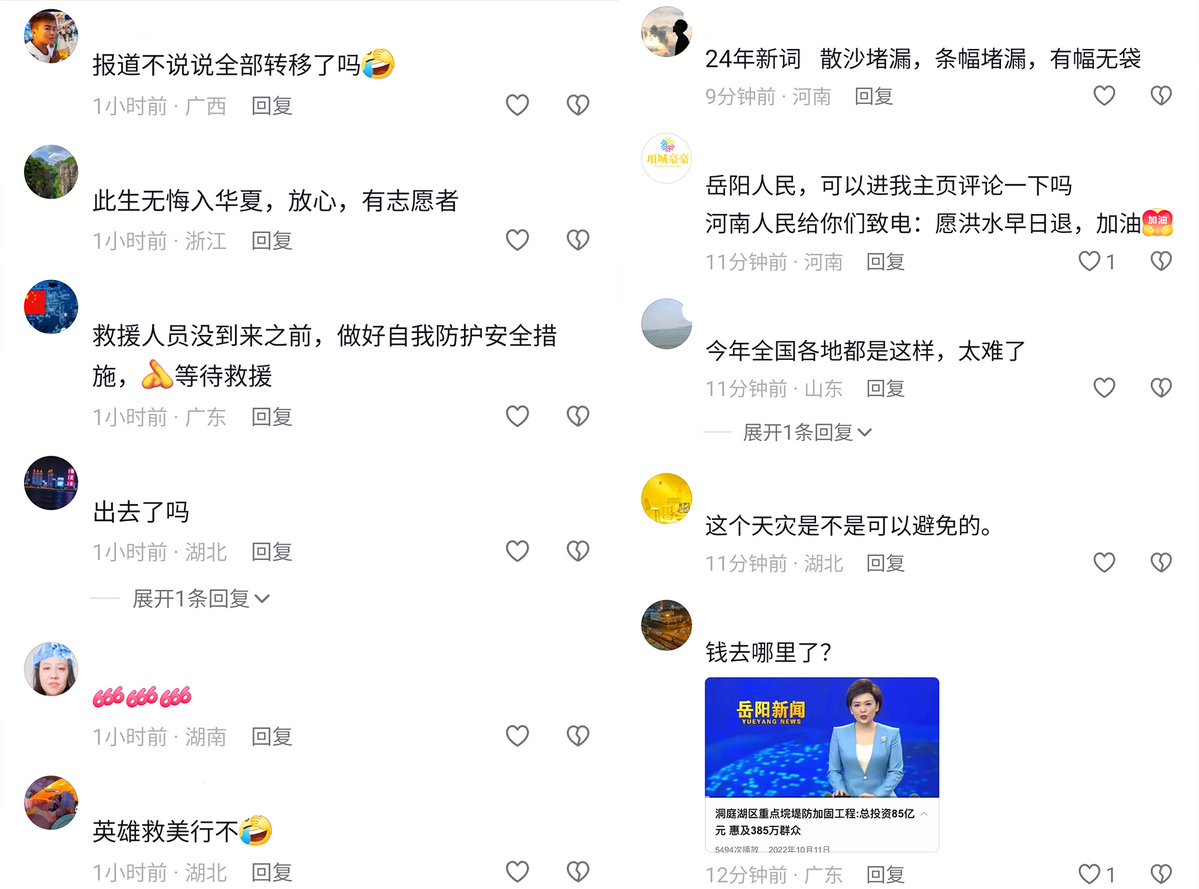 报道不说说全部转移了吗
1小时前 · 广西 回复
此生无悔入华夏，放心，有志愿者
1小时前 · 浙江 回复
救援人员没到来之前，做好自我防护安全措
施，等待救援
1小时前 · 广东 回复
出去了吗
1小时前 · 湖北 回复
展开1条回复
666 666 666
1小时前 · 湖南 回复
英雄救美行不
1小时前 · 湖北 回复
24年新词 散沙堵漏，条幅堵漏，有幅无袋
9分钟前 · 河南 回复
项城豪豪
岳阳人民，可以进我主页评论一下吗
河南人民给你们致电：愿洪水早日退，加油加油
11分钟前 · 河南 回复 1
今年全国各地都是这样，太难了
11分钟前 · 山东 回复
展开1条回复
这个天灾是不是可以避免的。
11分钟前 · 湖北 回复
钱去哪里了？
岳阳新闻
YUEYANG NEWS
洞庭湖区重点垸堤防加固工程:总投资85亿
元 惠及385万群众
5494次播放 2022年10月11日
12分钟前 · 广东 回复 1